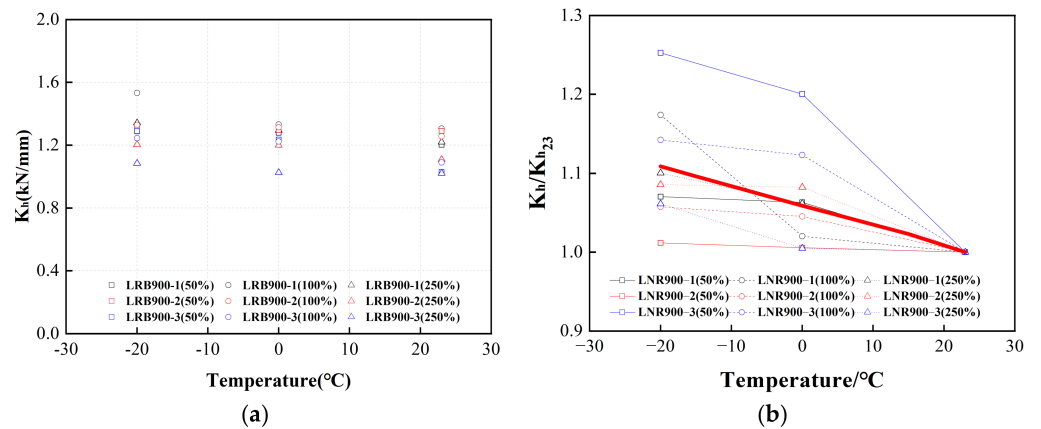 2.0
1.6
1.2
0.8
0.4
0.0
Kh(kN/mm)
LRB900-1(50%) LRB900-1(100%) LRB900-1(250%)
LRB900-2(50%) LRB900-2(100%) LRB900-2(250%)
LRB900-3(50%) LRB900-3(100%) LRB900-3(250%)
-30 -20 -10 0 10 20 30
Temperature(℃)
(a)
1.3
1.2
1.1
1.0
0.9
Kh/Kh23
LNR900-1(50%) LNR900-1(100%) LNR900-1(250%)
LNR900-2(50%) LNR900-2(100%) LNR900-2(250%)
LNR900-3(50%) LNR900-3(100%) LNR900-3(250%)
−30 −20 −10 0 10 20 30
Temperature/℃
(b)